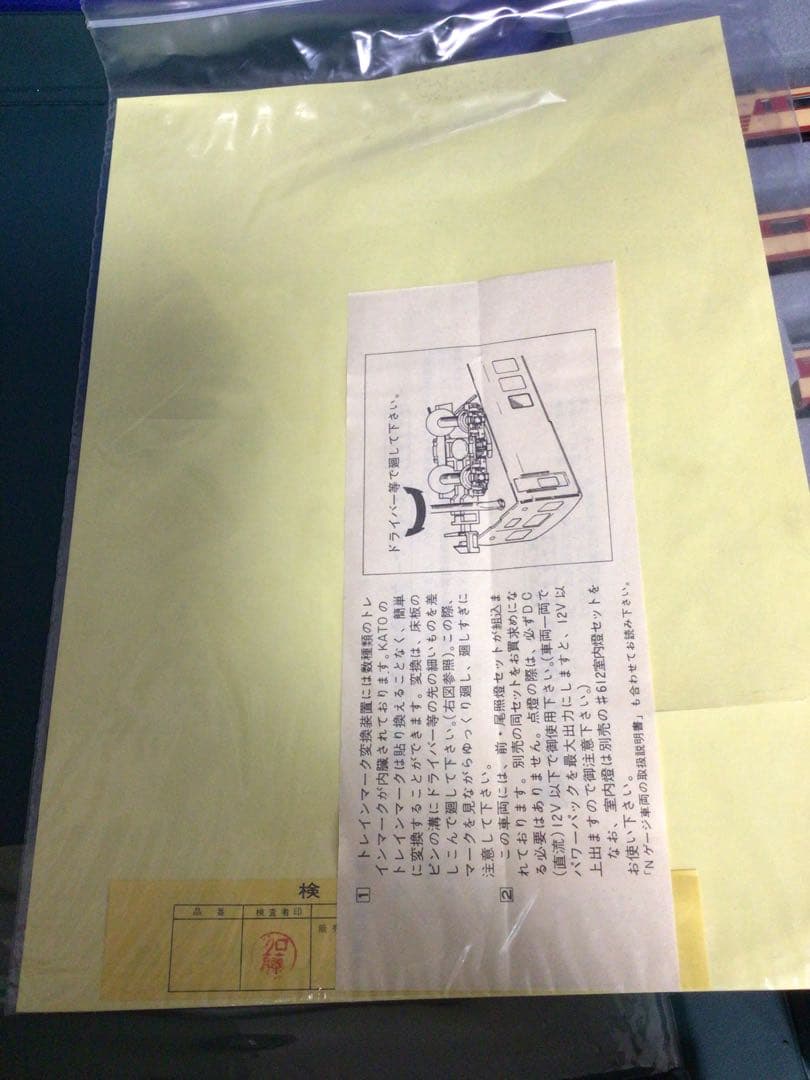 1 トレインマーク変換装置には数種類のトレ
インマークが内臓されております。KATOの
トレインマークは貼り換えることなく、簡単
に変換することができます。変換は、床板の
ピンの溝にドライバー等の先の細いものを差
しこんで廻して下さい。(右図参照)。この際、
マークを見ながらゆっくり廻し、廻しすぎに
注意して下さい。
2 この車両には、前・尾照燈セットが組込ま
れております。別売の同セットをお買求めにな
る必要はありません。点燈の際は、必ずDC
(直流)12V以下で御使用下さい。(車両一両で
パワーパックを最大出力にしますと、12V以
上出ますので御注意下さい。)
なお、室内燈は別売の#612室内燈セットを
お使い下さい。
「Nゲージ車両の取扱説明書」も合わせてお読み下さい。
ドライバー等で廻して下さい。
検
品番
検査者印
加藤
販